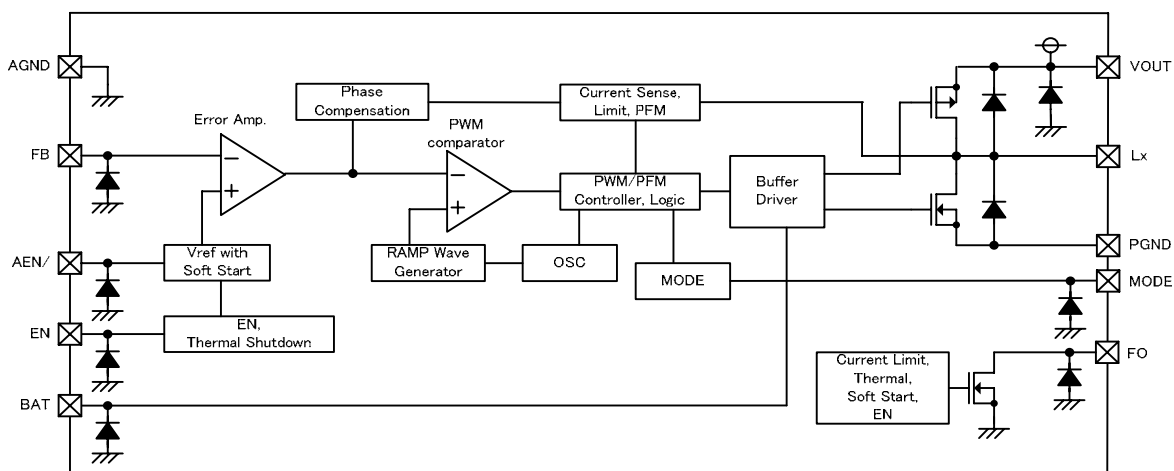 AGND
VOUT
Phase
Compensation
Current Sense,
Limit, PFM
Error Amp.
PWM
comparator
FB
Lx
PWM/PFM
Controller, Logic
Buffer
Driver
AEN/
Vref with
Soft Start
RAMP Wave
Generator
OSC
PGND
MODE
MODE
EN
EN,
Thermal Shutdown
FO
Current Limit,
Thermal,
Soft Start,
EN
BAT